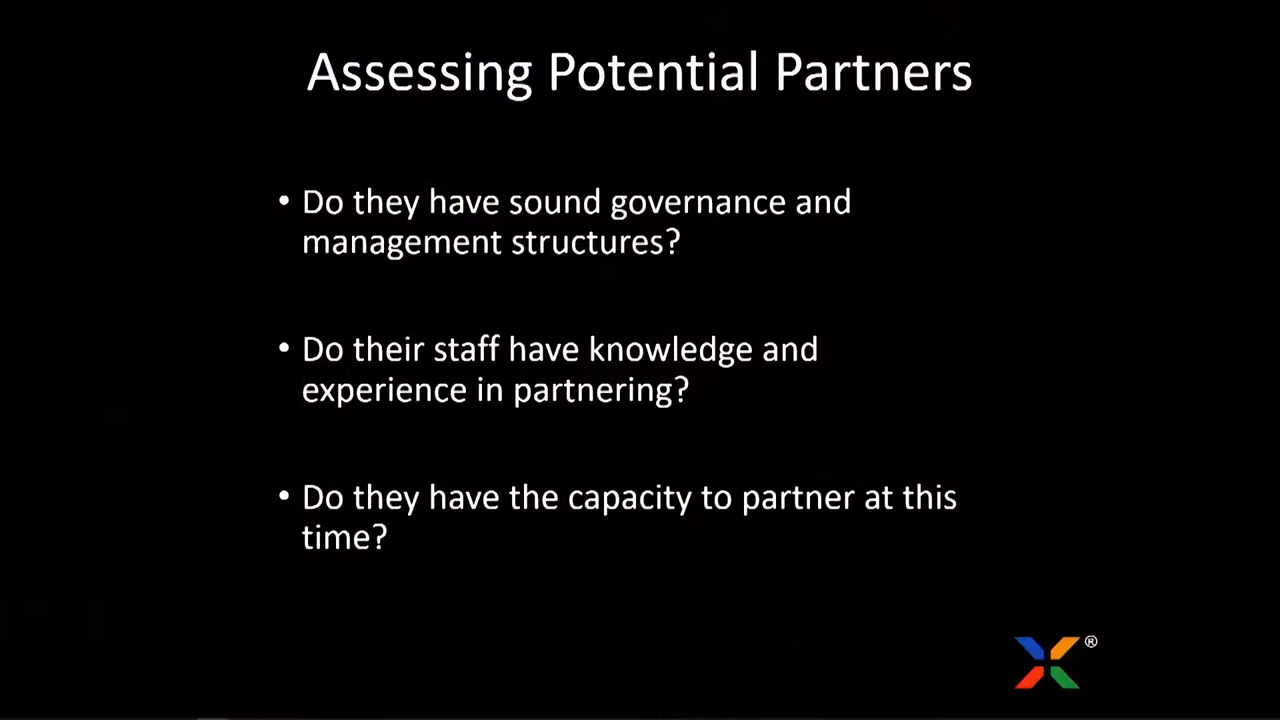 Assessing Potential Partners
• Do they have sound governance and
management structures?
• Do their staff have knowledge and
experience in partnering?
• Do they have the capacity to partner at this
time?
®